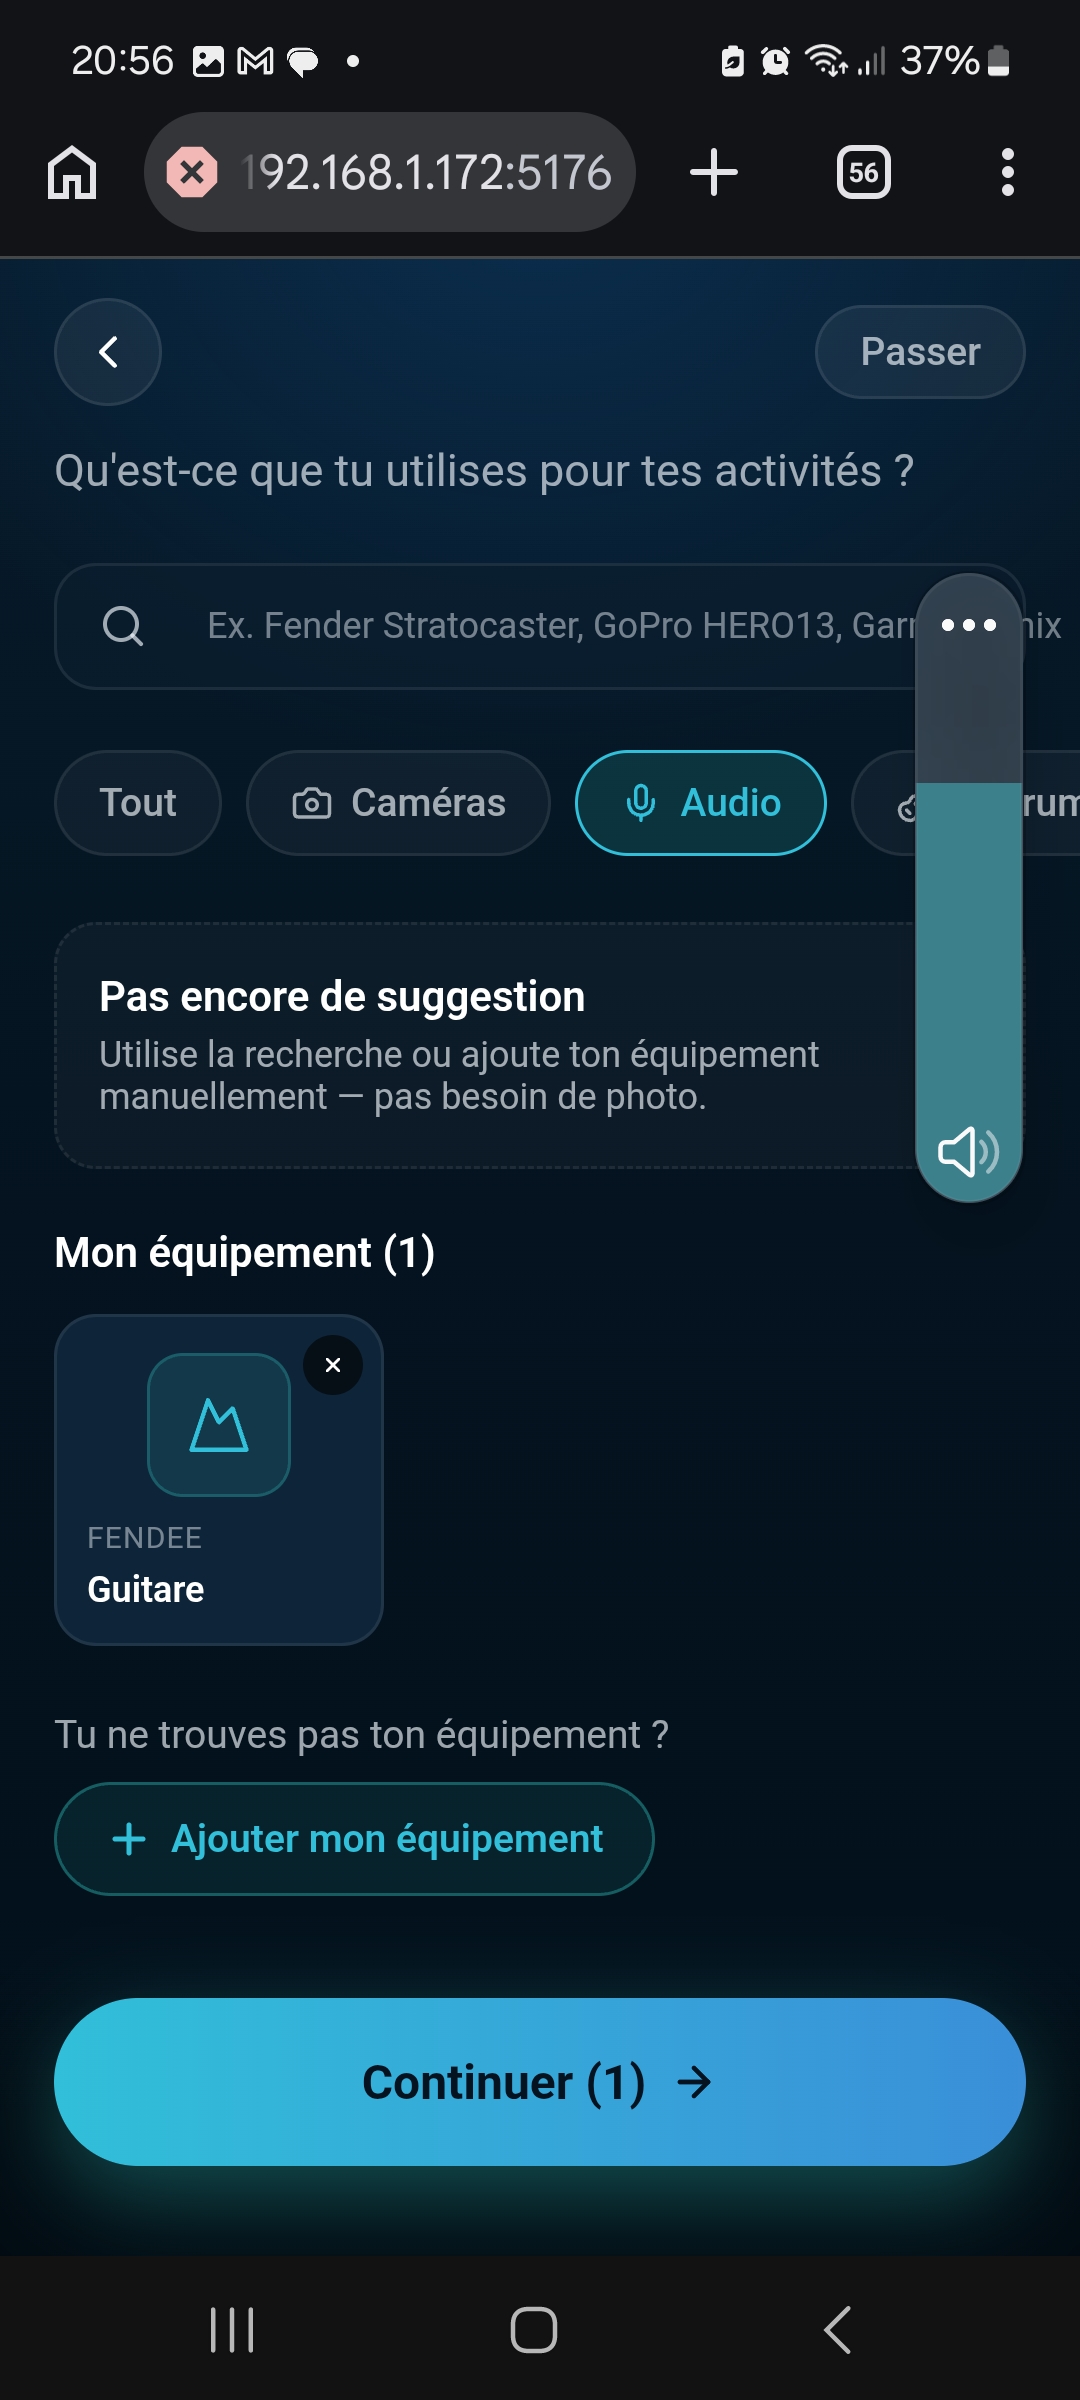 20:56
37%
192.168.1.172:5176
56
Passer
Qu'est-ce que tu utilises pour tes activités ?
Ex. Fender Stratocaster, GoPro HERO13,
Tout
Caméras
Audio
Pas encore de suggestion
Utilise la recherche ou ajoute ton équipement
manuellement — pas besoin de photo.
Mon équipement (1)
FENDEE
Guitare
Tu ne trouves pas ton équipement ?
Ajouter mon équipement
Continuer (1)